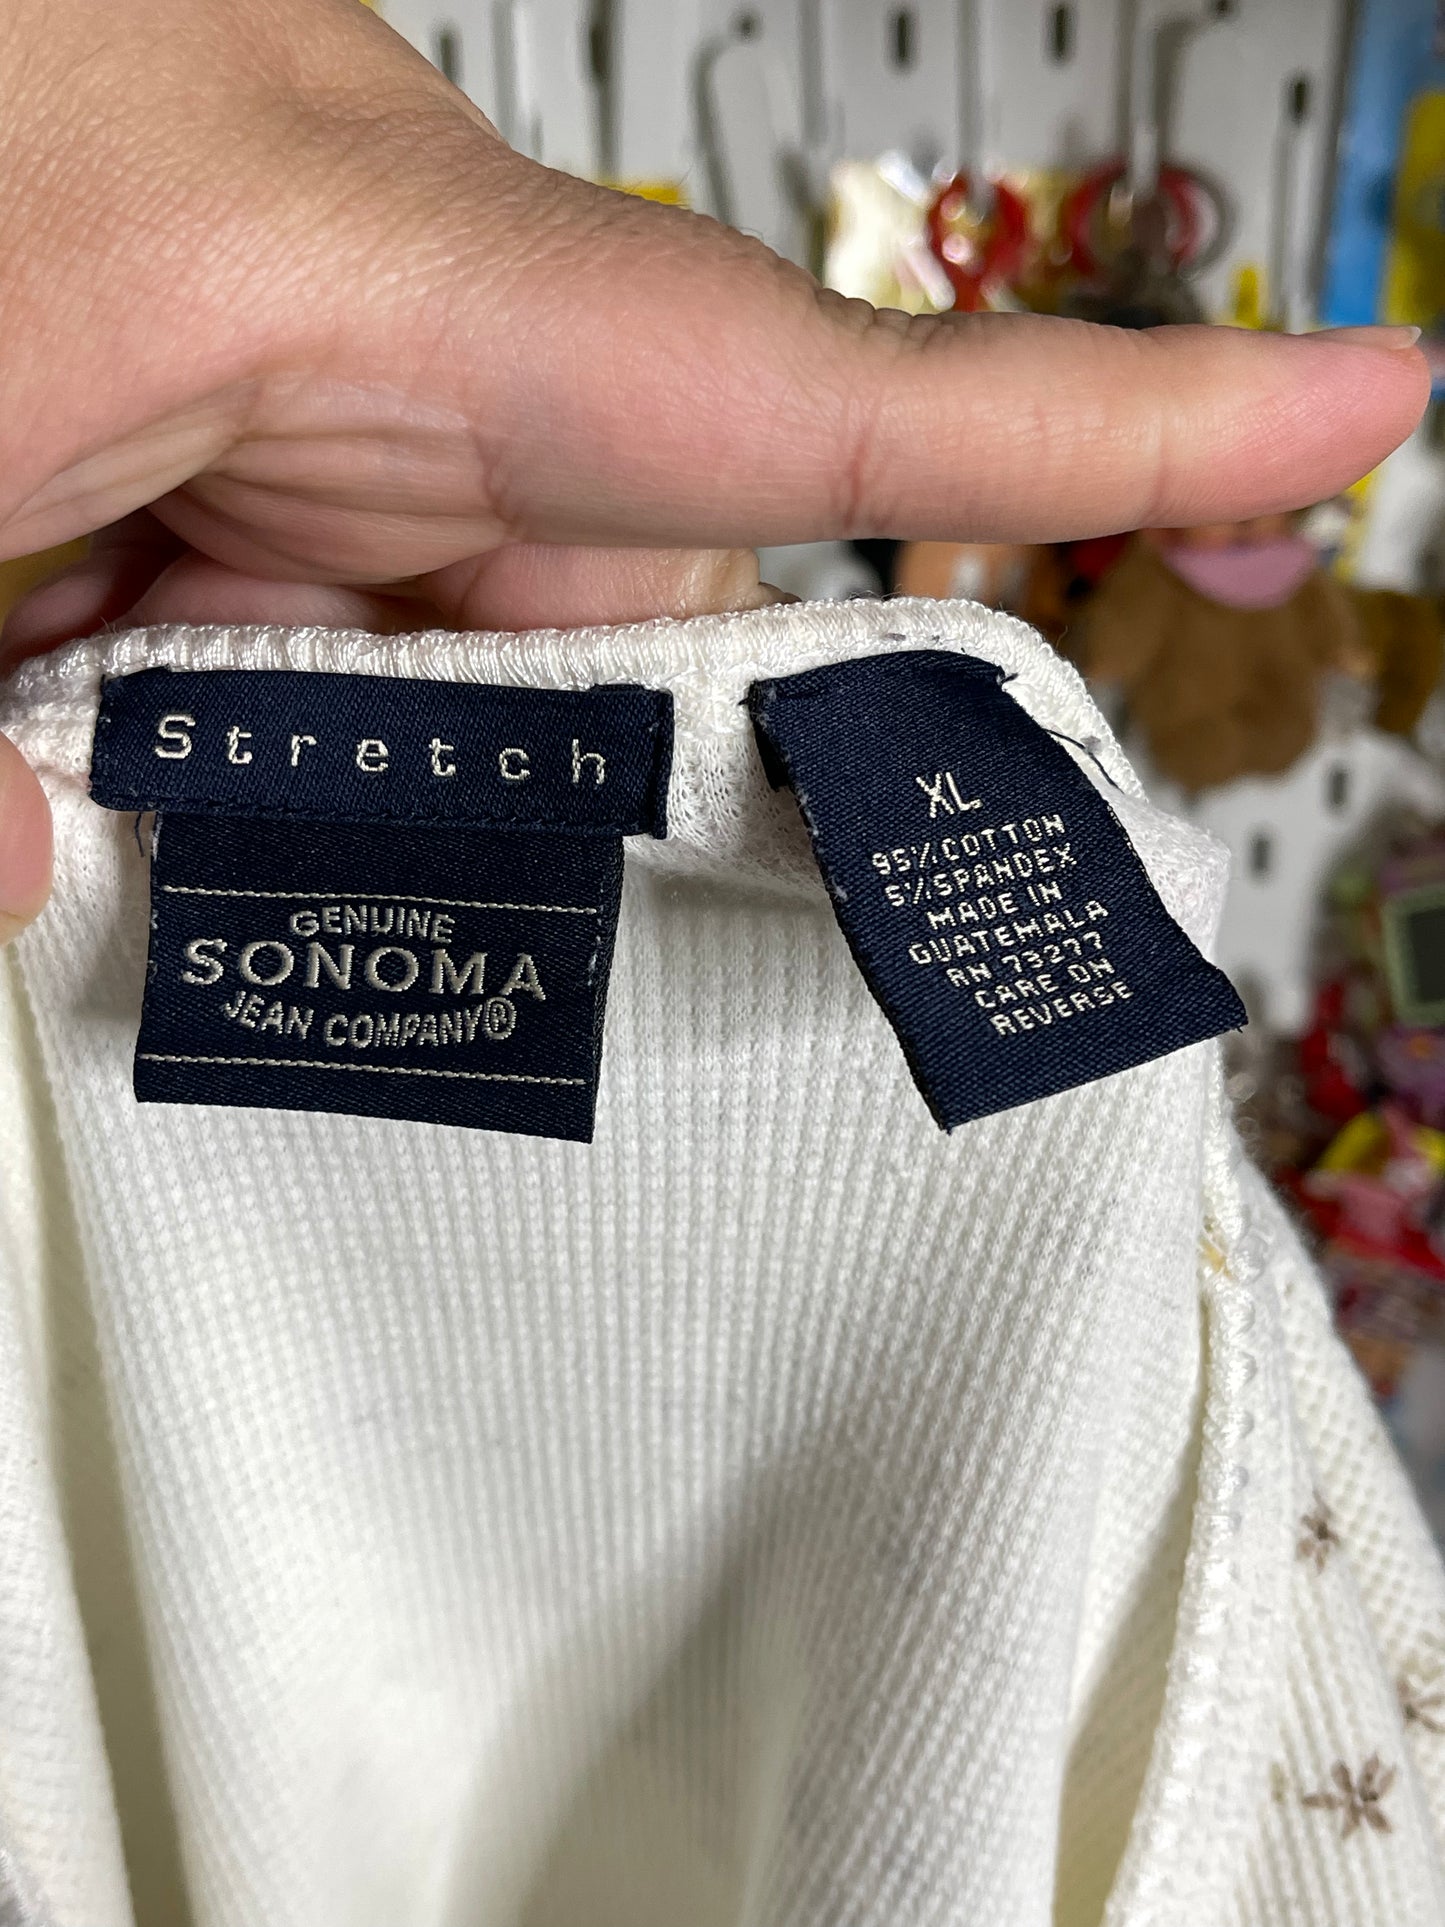 Stretch
GENUINE
SONOMA
JEAN COMPANY®
XL
95% COTTON
5% SPANDEX
MADE IN
GUATEMALA
RN 73277
CARE ON
REVERSE